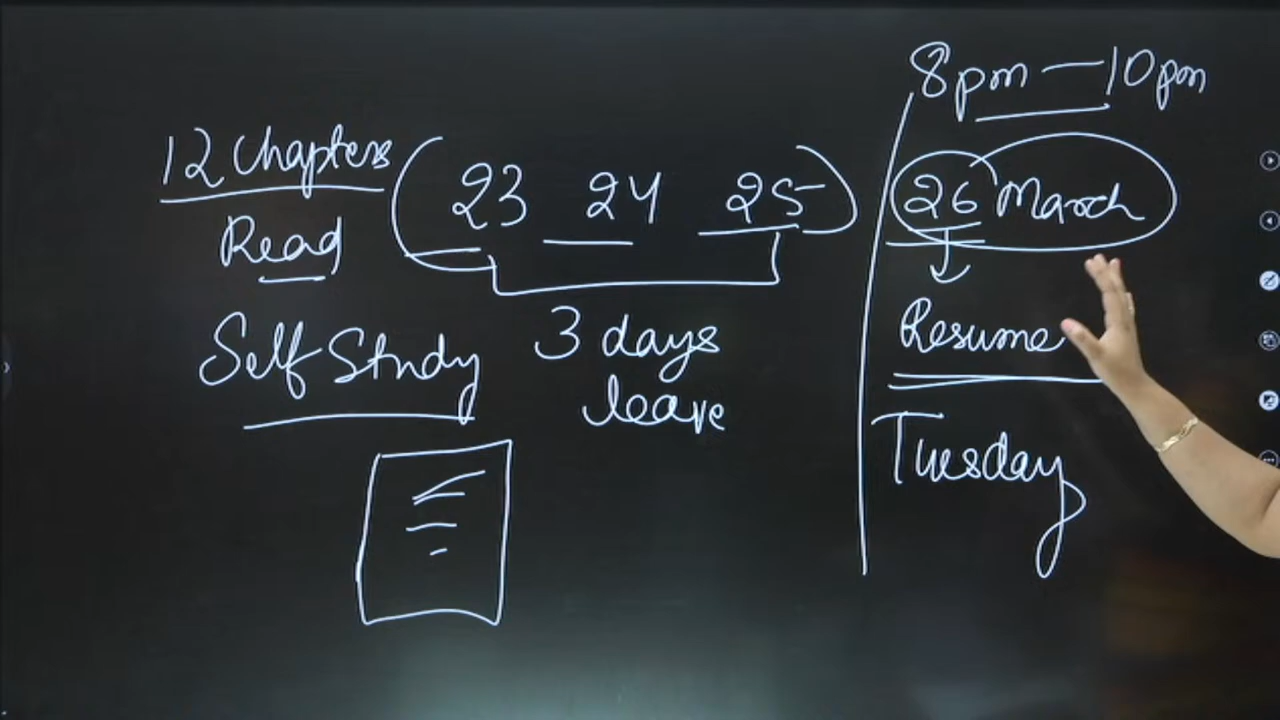 8pm — 10pm
12 Chapters
Read
Self Study
( 23 24 25 )
3 days
leave
26 March
Resume
Tuesday